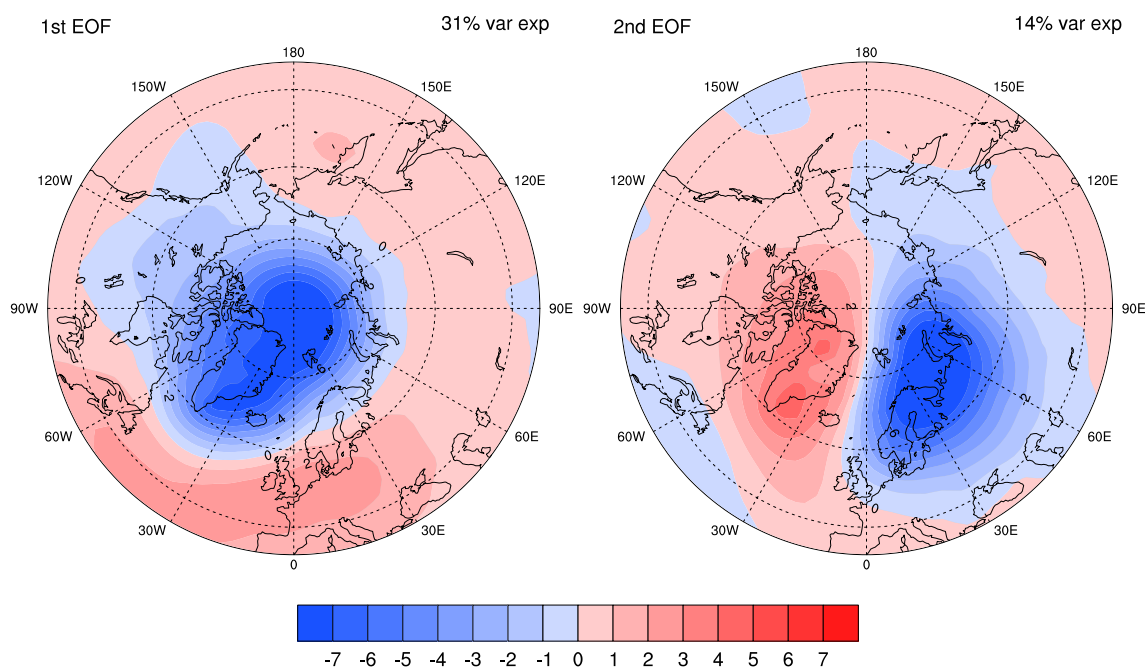 1st EOF 31% var exp
180
150W 150E
120W 120E
90W 90E
60W 60E
30W 30E
0
2nd EOF 14% var exp
180
150W 150E
120W 120E
90W 90E
60W 60E
30W 30E
0
-7 -6 -5 -4 -3 -2 -1 0 1 2 3 4 5 6 7